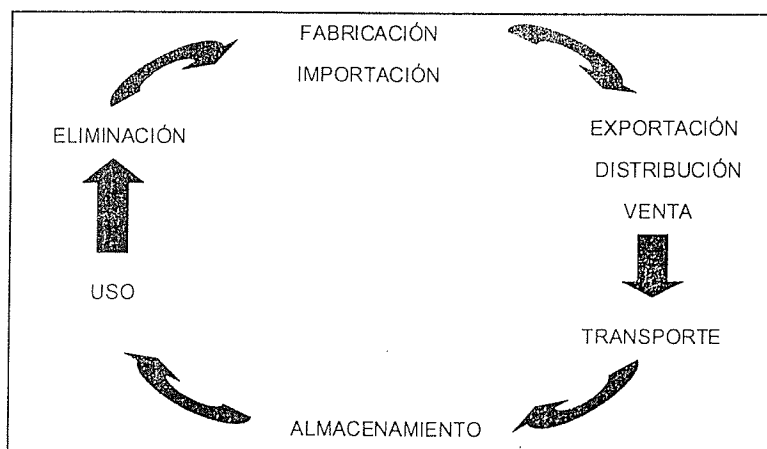 FABRICACIÓN
IMPORTACIÓN
EXPORTACIÓN
DISTRIBUCIÓN
VENTA
TRANSPORTE
ALMACENAMIENTO
USO
ELIMINACIÓN